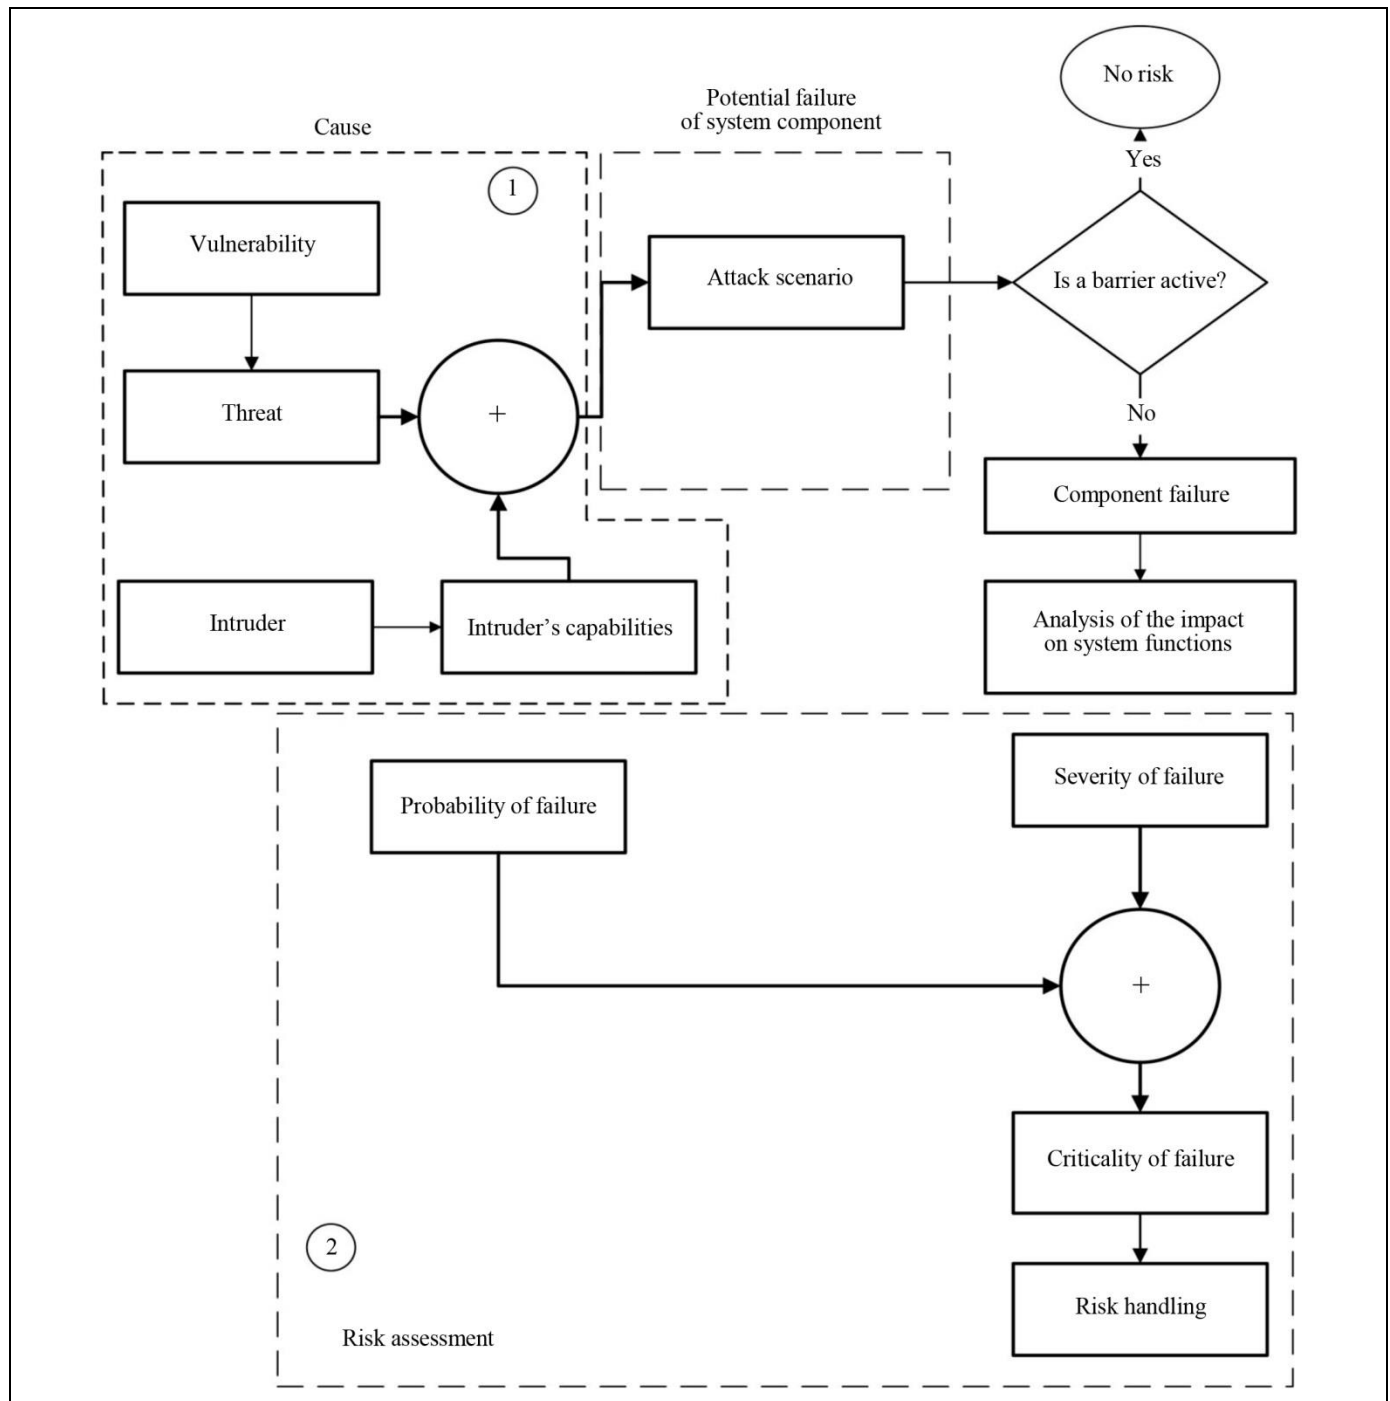 No risk
Potential failure
of system component
Cause
Yes
1
Vulnerability
Attack scenario
Is a barrier active?
Threat
+
No
Component failure
Intruder
Intruder’s capabilities
Analysis of the impact
on system functions
Severity of failure
Probability of failure
+
Criticality of failure
2
Risk handling
Risk assessment